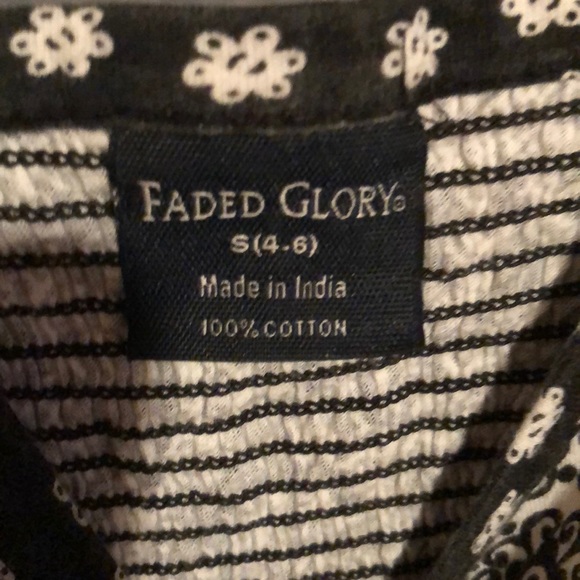 FADED GLORY®
S(4-6)
Made in India
100% COTTON